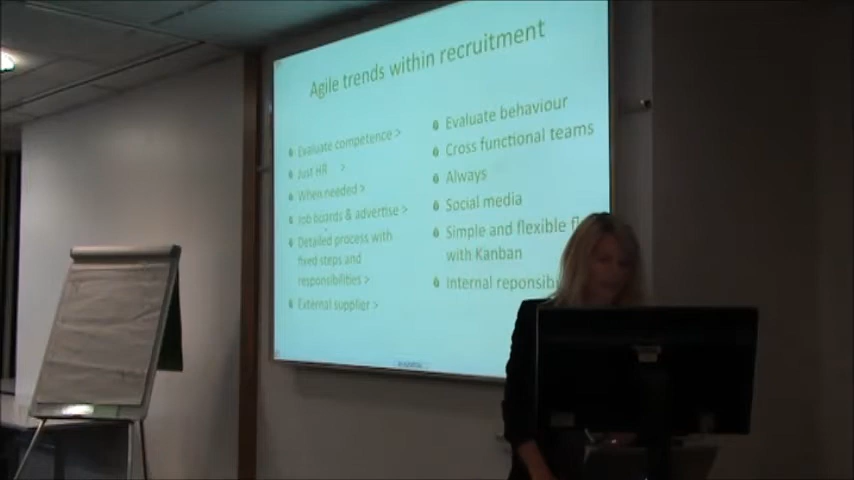 Agile trends within recruitment
Evaluate competence >
Just HR >
When needed >
Job boards & advertise >
Detailed process with
fixed steps and
responsibilities >
External supplier >
Evaluate behaviour
Cross functional teams
Always
Social media
Simple and flexible
with Kanban
Internal